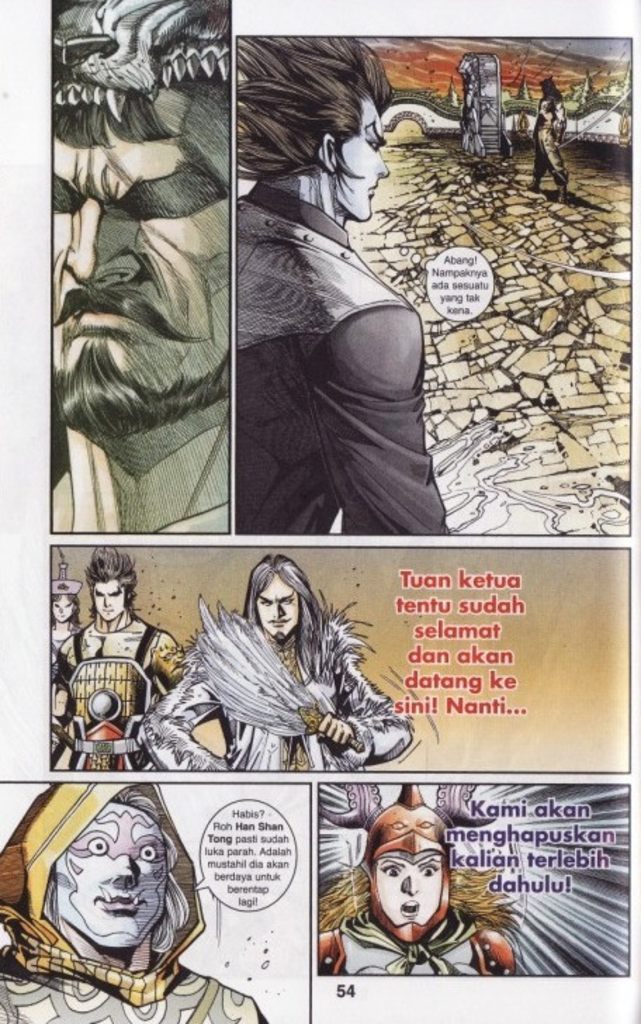 Abang!
Nampaknya
ada sesuatu
yang tak
kena.
Tuan ketua
tentu sudah
selamat
dan akan
datang ke
sini! Nanti...
Habis?
Roh Han Shan
Tong pasti sudah
luka parah. Adalah
mustahil dia akan
berdaya untuk
berentap
lagi!
Kami akan
menghapuskan
kalian terlebih
dahulu!
54